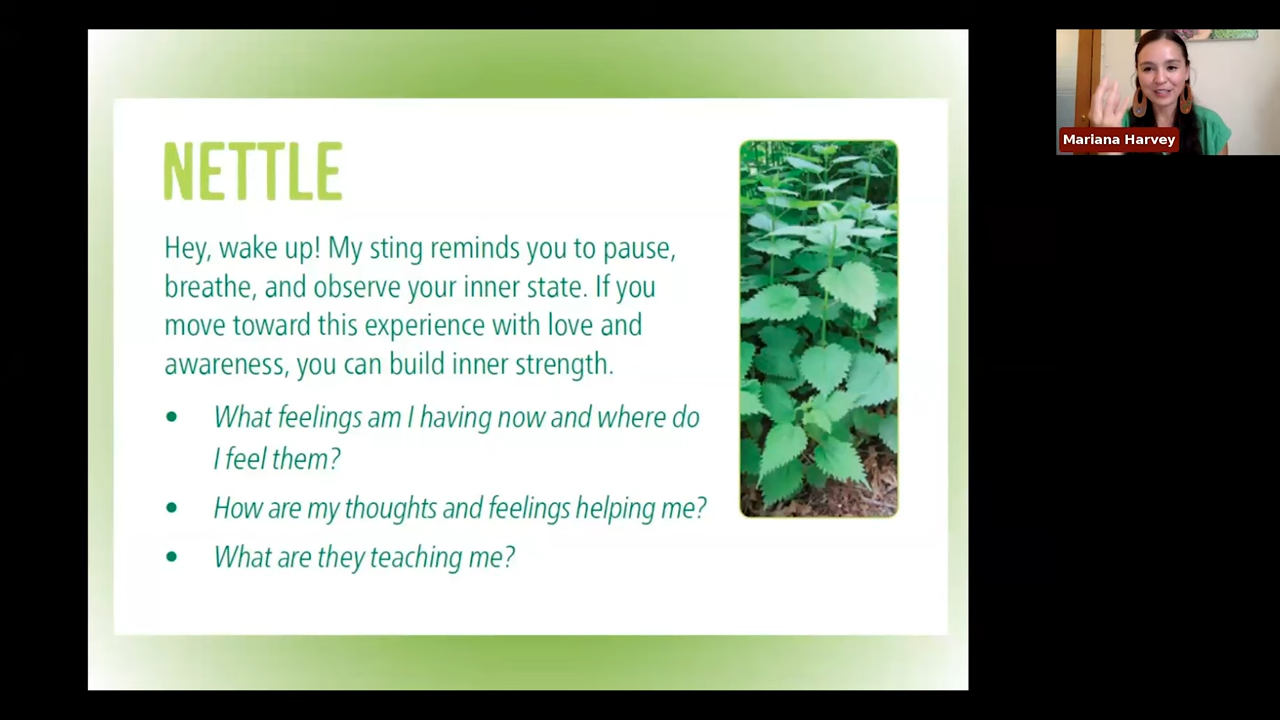 NETTLE
Hey, wake up! My sting reminds you to pause,
breathe, and observe your inner state. If you
move toward this experience with love and
awareness, you can build inner strength.
• What feelings am I having now and where do
I feel them?
• How are my thoughts and feelings helping me?
• What are they teaching me?
Mariana Harvey